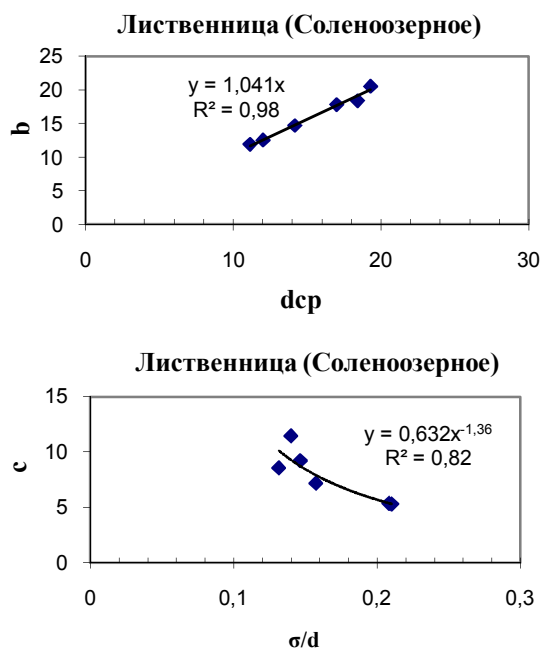 Лиственница (Соленоозерное)
25
20
15
10
5
0
b
y = 1,041x
R² = 0,98
0 10 20 30
dср
Лиственница (Соленоозерное)
15
10
5
0
c
y = 0,632x⁻¹,³⁶
R² = 0,82
0 0,1 0,2 0,3
σ/d